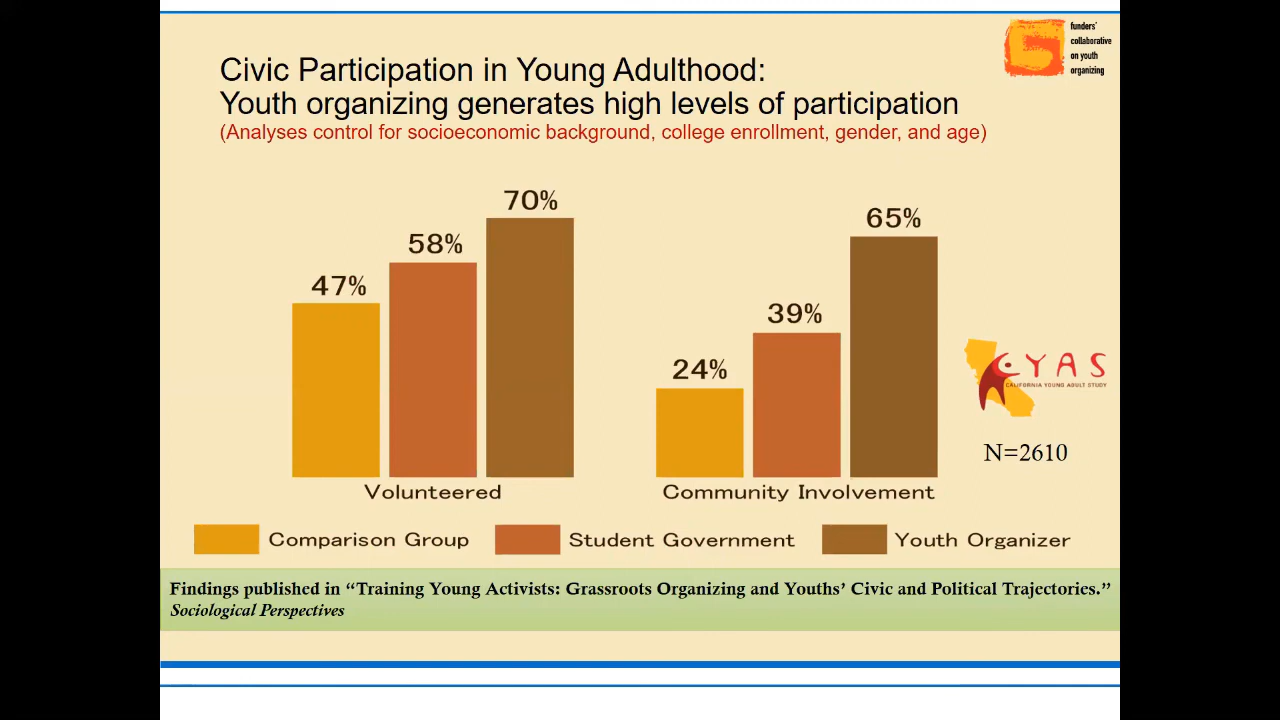 funders'
collaborative
on youth
organizing
Civic Participation in Young Adulthood:
Youth organizing generates high levels of participation
(Analyses control for socioeconomic background, college enrollment, gender, and age)
47%
58%
70%
24%
39%
65%
Volunteered
Community Involvement
CYAS
CALIFORNIA YOUNG ADULT STUDY
N=2610
Comparison Group
Student Government
Youth Organizer
Findings published in “Training Young Activists: Grassroots Organizing and Youths’ Civic and Political Trajectories.”
Sociological Perspectives